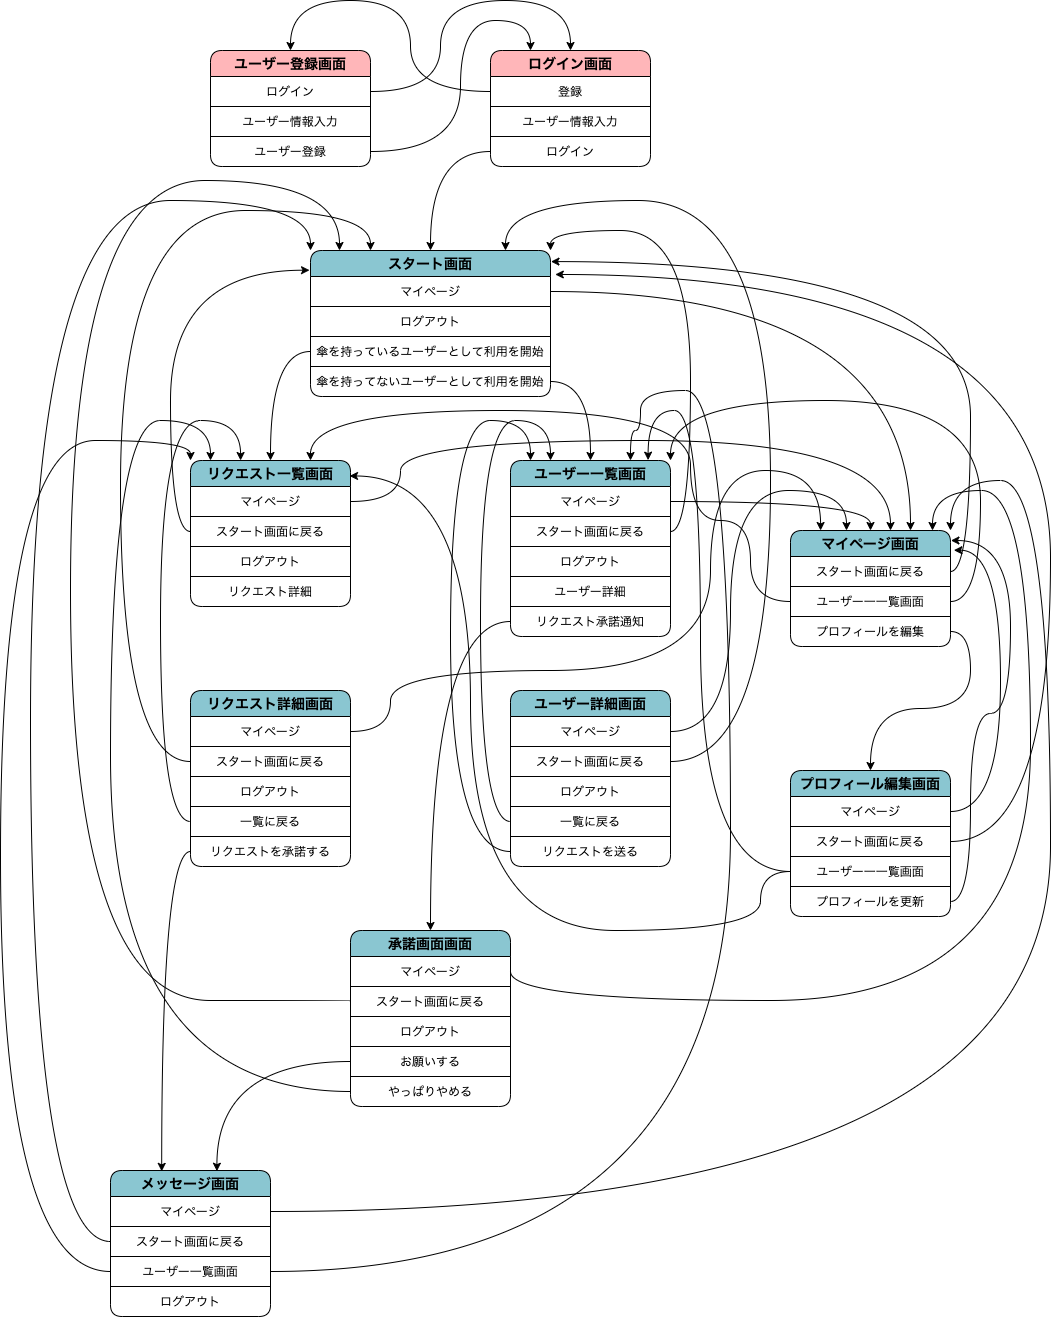 ユーザー登録画面
ログイン
ユーザー情報入力
ユーザー登録
ログイン画面
登録
ユーザー情報入力
ログイン
スタート画面
マイページ
ログアウト
傘を持っているユーザーとして利用を開始
傘を持ってないユーザーとして利用を開始
リクエスト一覧画面
マイページ
スタート画面に戻る
ログアウト
リクエスト詳細
ユーザー一覧画面
マイページ
スタート画面に戻る
ログアウト
ユーザー詳細
リクエスト承諾通知
マイページ画面
スタート画面に戻る
ユーザー一一覧画面
プロフィールを編集
リクエスト詳細画面
マイページ
スタート画面に戻る
ログアウト
一覧に戻る
リクエストを承諾する
ユーザー詳細画面
マイページ
スタート画面に戻る
ログアウト
一覧に戻る
リクエストを送る
プロフィール編集画面
マイページ
スタート画面に戻る
ユーザー一一覧画面
プロフィールを更新
承諾画面画面
マイページ
スタート画面に戻る
ログアウト
お願いする
やっぱりやめる
メッセージ画面
マイページ
スタート画面に戻る
ユーザー一覧画面
ログアウト